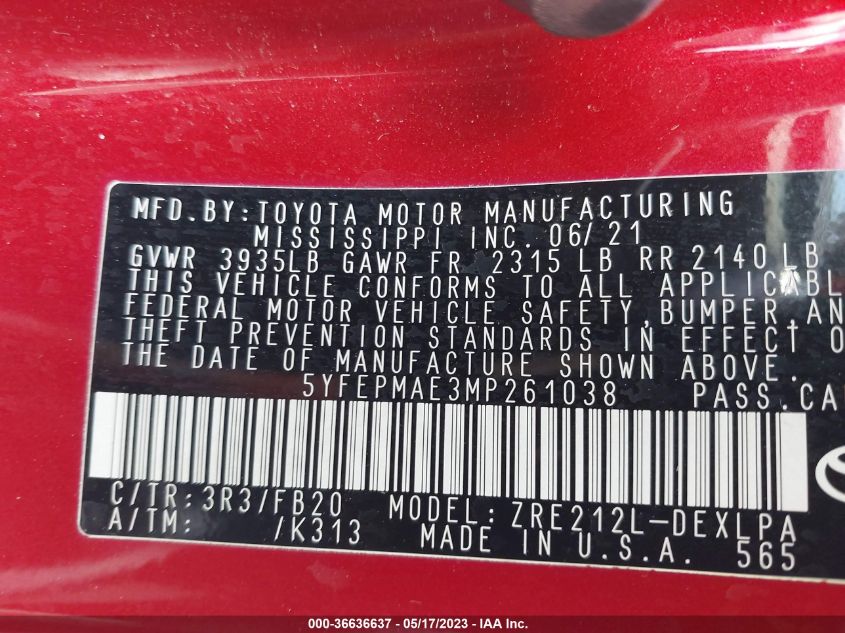 MFD.BY:TOYOTA MOTOR MANUFACTURING
MISSISSIPPI INC. 06/21
GVWR 3935LB GAWR FR 2315 LB RR 2140 LB
THIS VEHICLE CONFORMS TO ALL APPLICABL
FEDERAL MOTOR VEHICLE SAFETY, BUMPER, AN
THEFT PREVENTION STANDARDS IN EFFECT O
THE DATE OF MANUFACTURE SHOWN ABOVE.
5YFEPMAE3MP261038 PASS.CA
C/TR:3R3/FB20 MODEL:ZRE212L-DEXLPA
A/TM: /K313 MADE IN U.S.A. 565
000-36636637 - 05/17/2023 - IAA Inc.